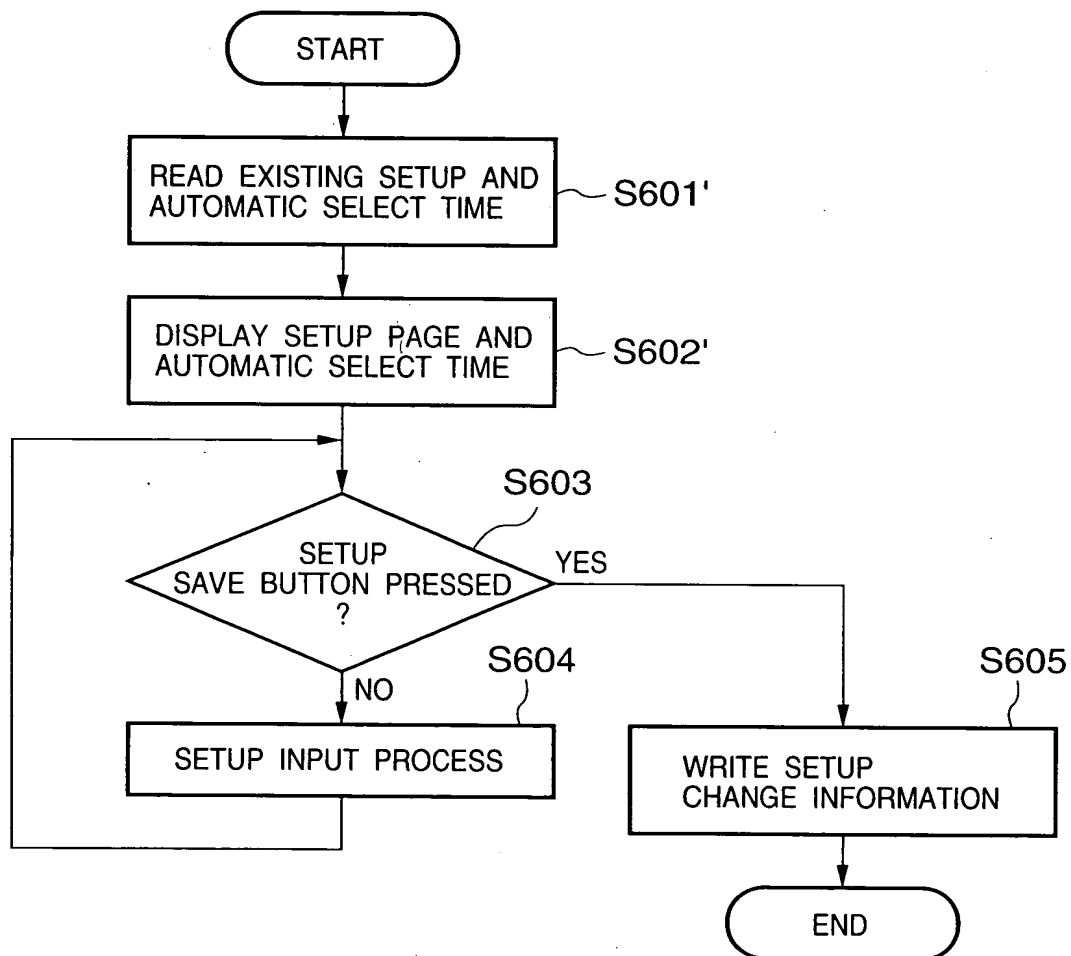 START
READ EXISTING SETUP AND
AUTOMATIC SELECT TIME
S601'
DISPLAY SETUP PAGE AND
AUTOMATIC SELECT TIME
S602'
S603
SETUP
SAVE BUTTON PRESSED
?
YES
NO
S604
SETUP INPUT PROCESS
S605
WRITE SETUP
CHANGE INFORMATION
END